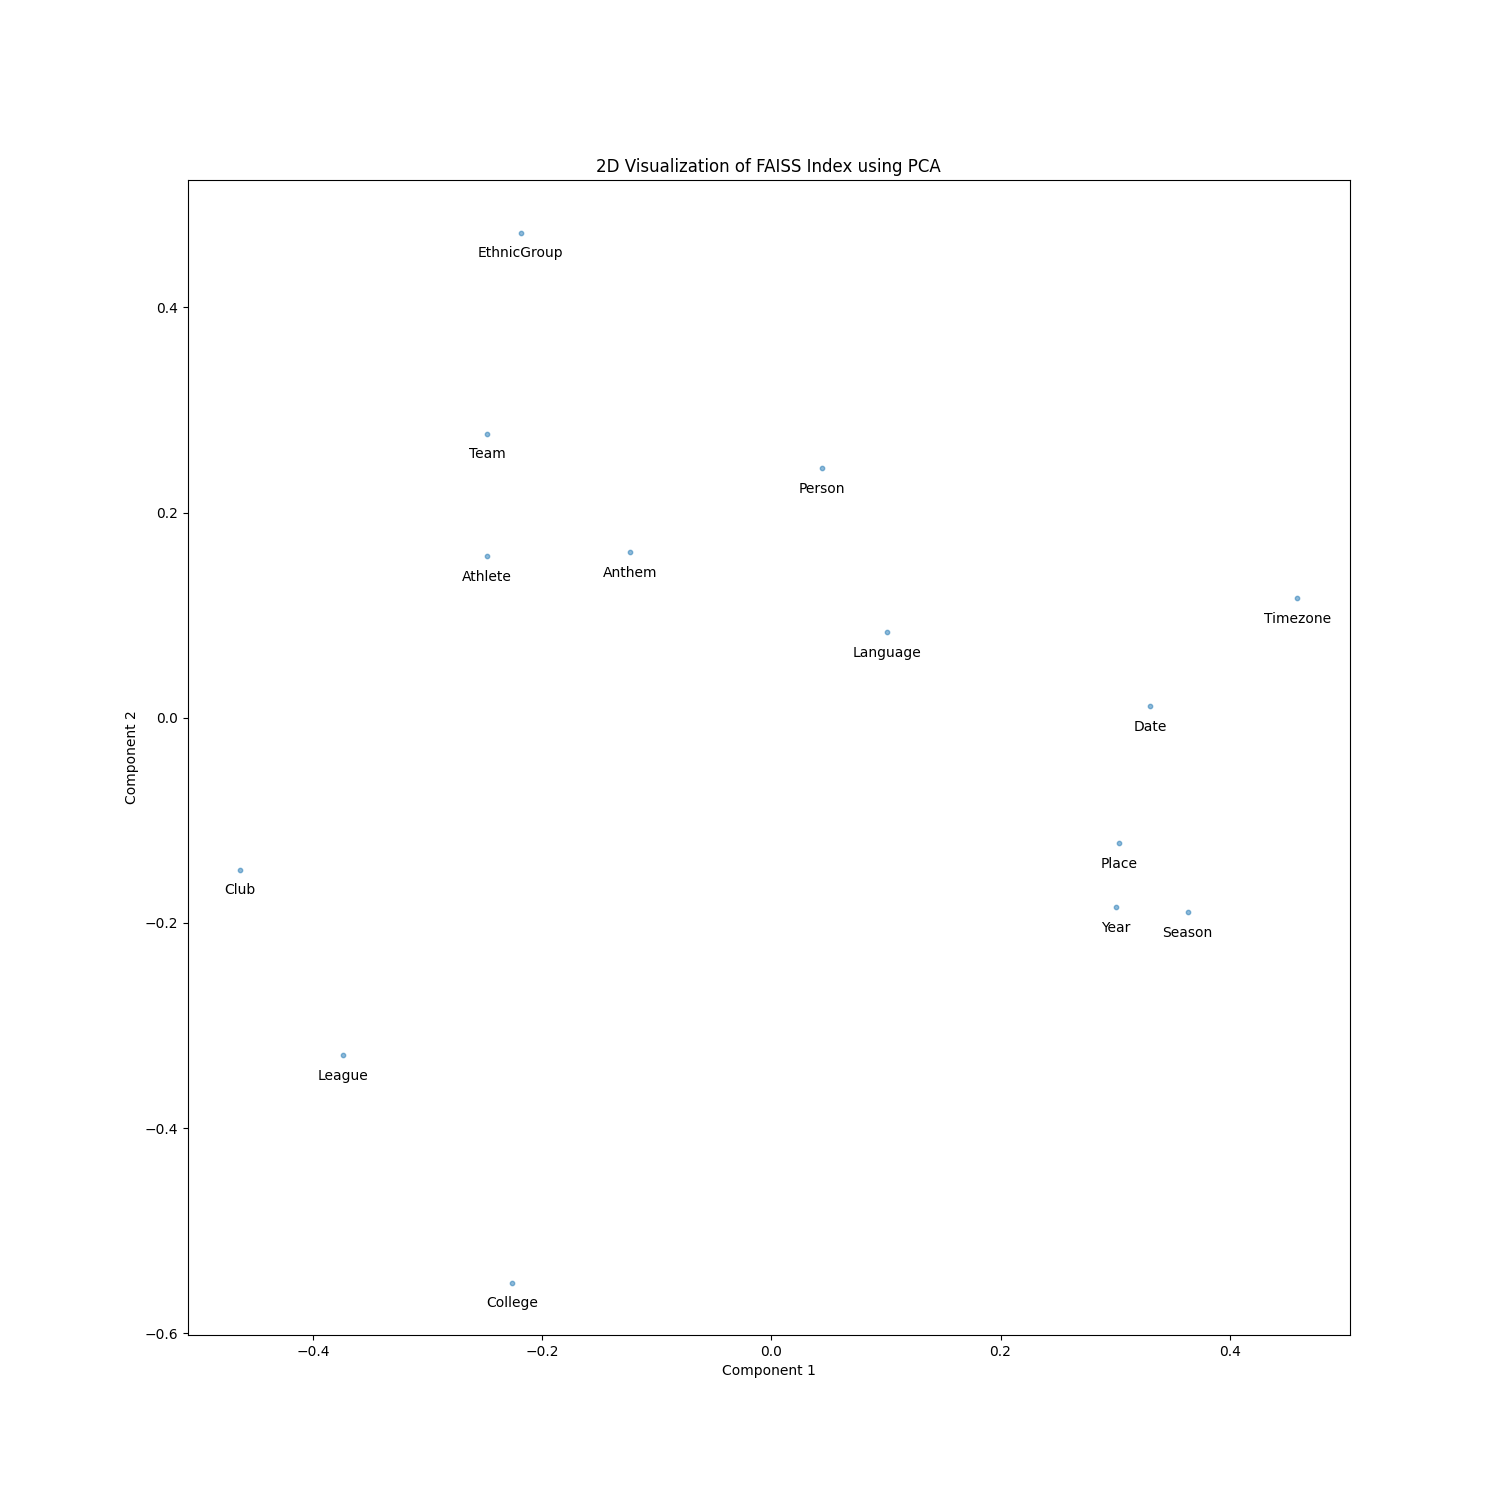 2D Visualization of FAISS Index using PCA
EthnicGroup
0.4
Team
Person
0.2
Athlete
Anthem
Timezone
Language
0.0
Date
Component 2
Place
Club
−0.2
Year
Season
League
−0.4
College
−0.6
−0.4 −0.2 0.0 0.2 0.4
Component 1